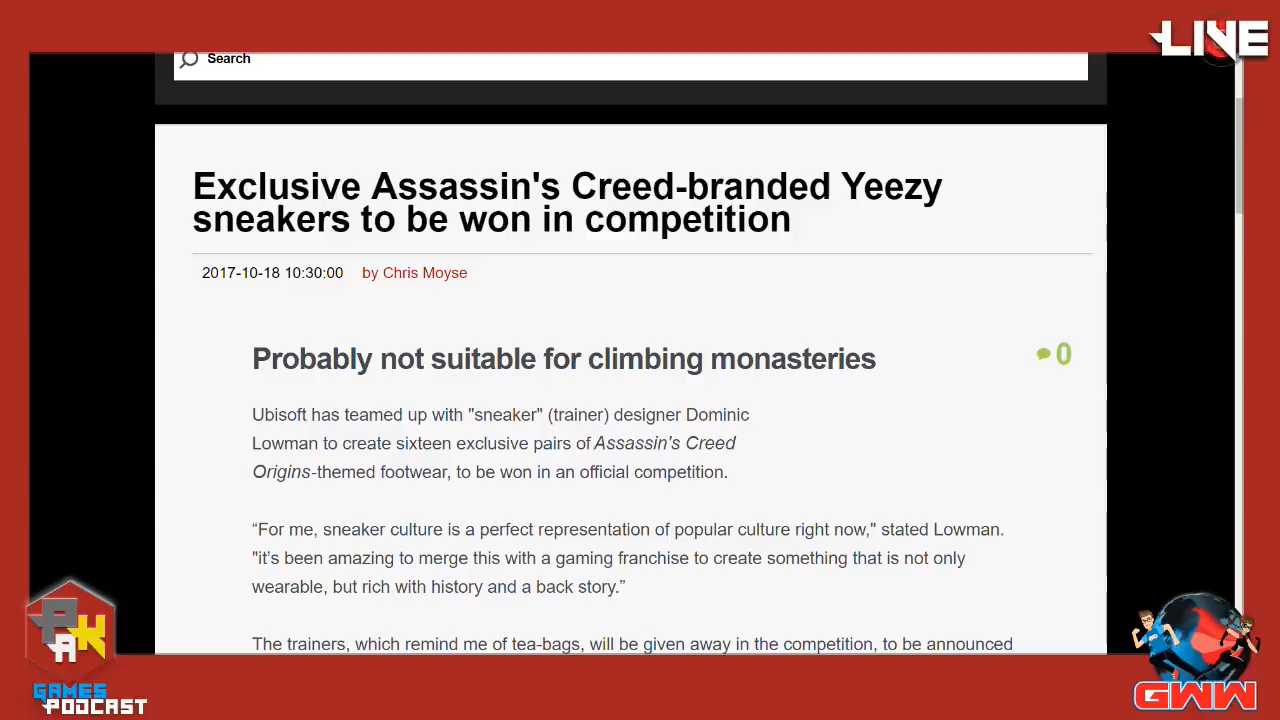 LIVE
Search
Exclusive Assassin's Creed-branded Yeezy
sneakers to be won in competition
2017-10-18 10:30:00 by Chris Moyse
Probably not suitable for climbing monasteries
0
Ubisoft has teamed up with "sneaker" (trainer) designer Dominic
Lowman to create sixteen exclusive pairs of Assassin's Creed
Origins-themed footwear, to be won in an official competition.
“For me, sneaker culture is a perfect representation of popular culture right now," stated Lowman.
"it’s been amazing to merge this with a gaming franchise to create something that is not only
wearable, but rich with history and a back story.”
The trainers, which remind me of tea-bags, will be given away in the competition, to be announced
PAK
GAMES
PODCAST
GWW